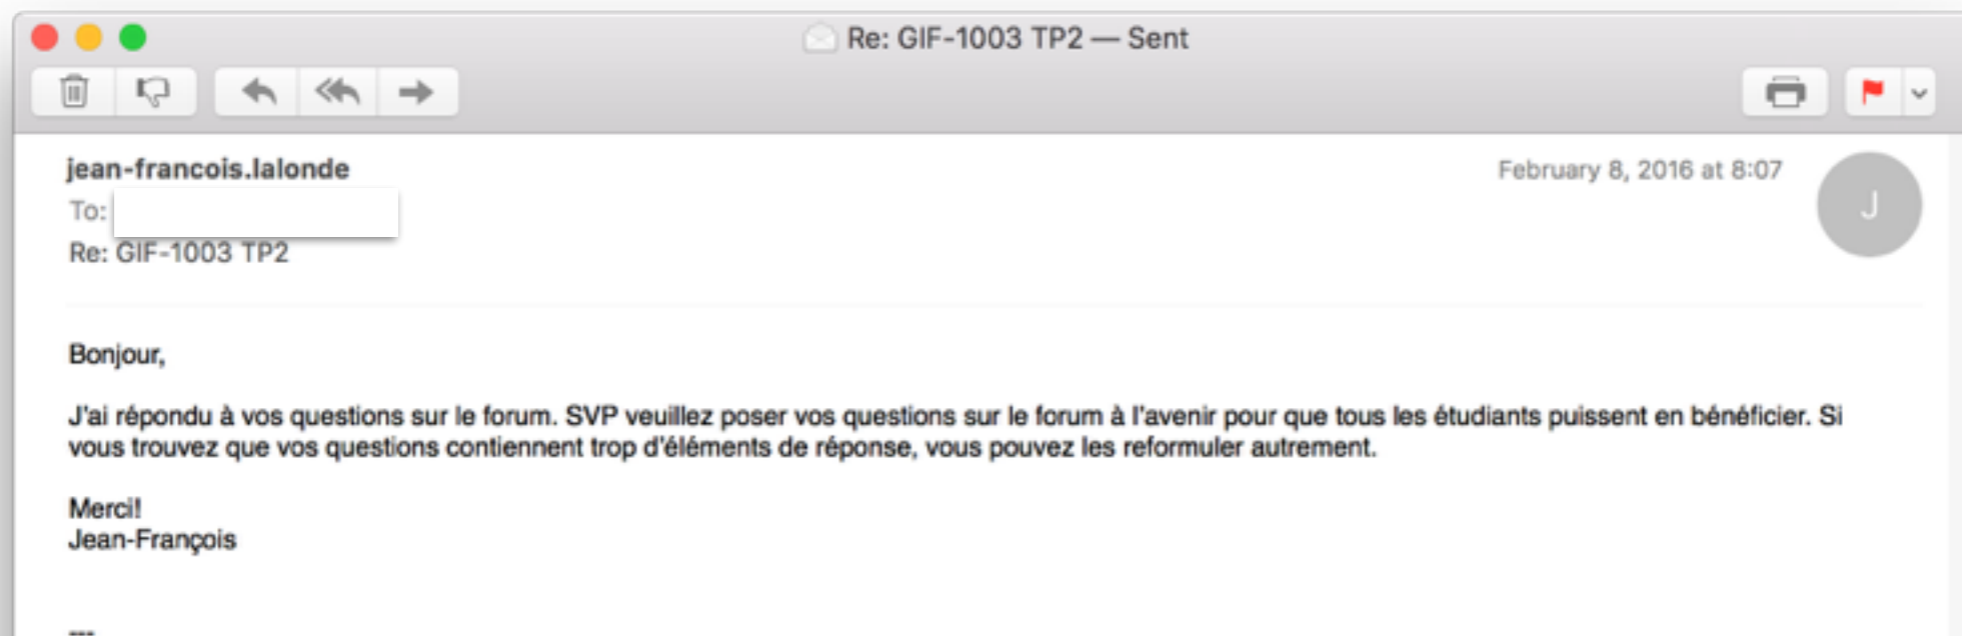 Re: GIF-1003 TP2 — Sent
jean-francois.lalonde
February 8, 2016 at 8:07
J
To:
Re: GIF-1003 TP2
Bonjour,
J'ai répondu à vos questions sur le forum. SVP veuillez poser vos questions sur le forum à l'avenir pour que tous les étudiants puissent en bénéficier. Si
vous trouvez que vos questions contiennent trop d'éléments de réponse, vous pouvez les reformuler autrement.
Merci!
Jean-François
---